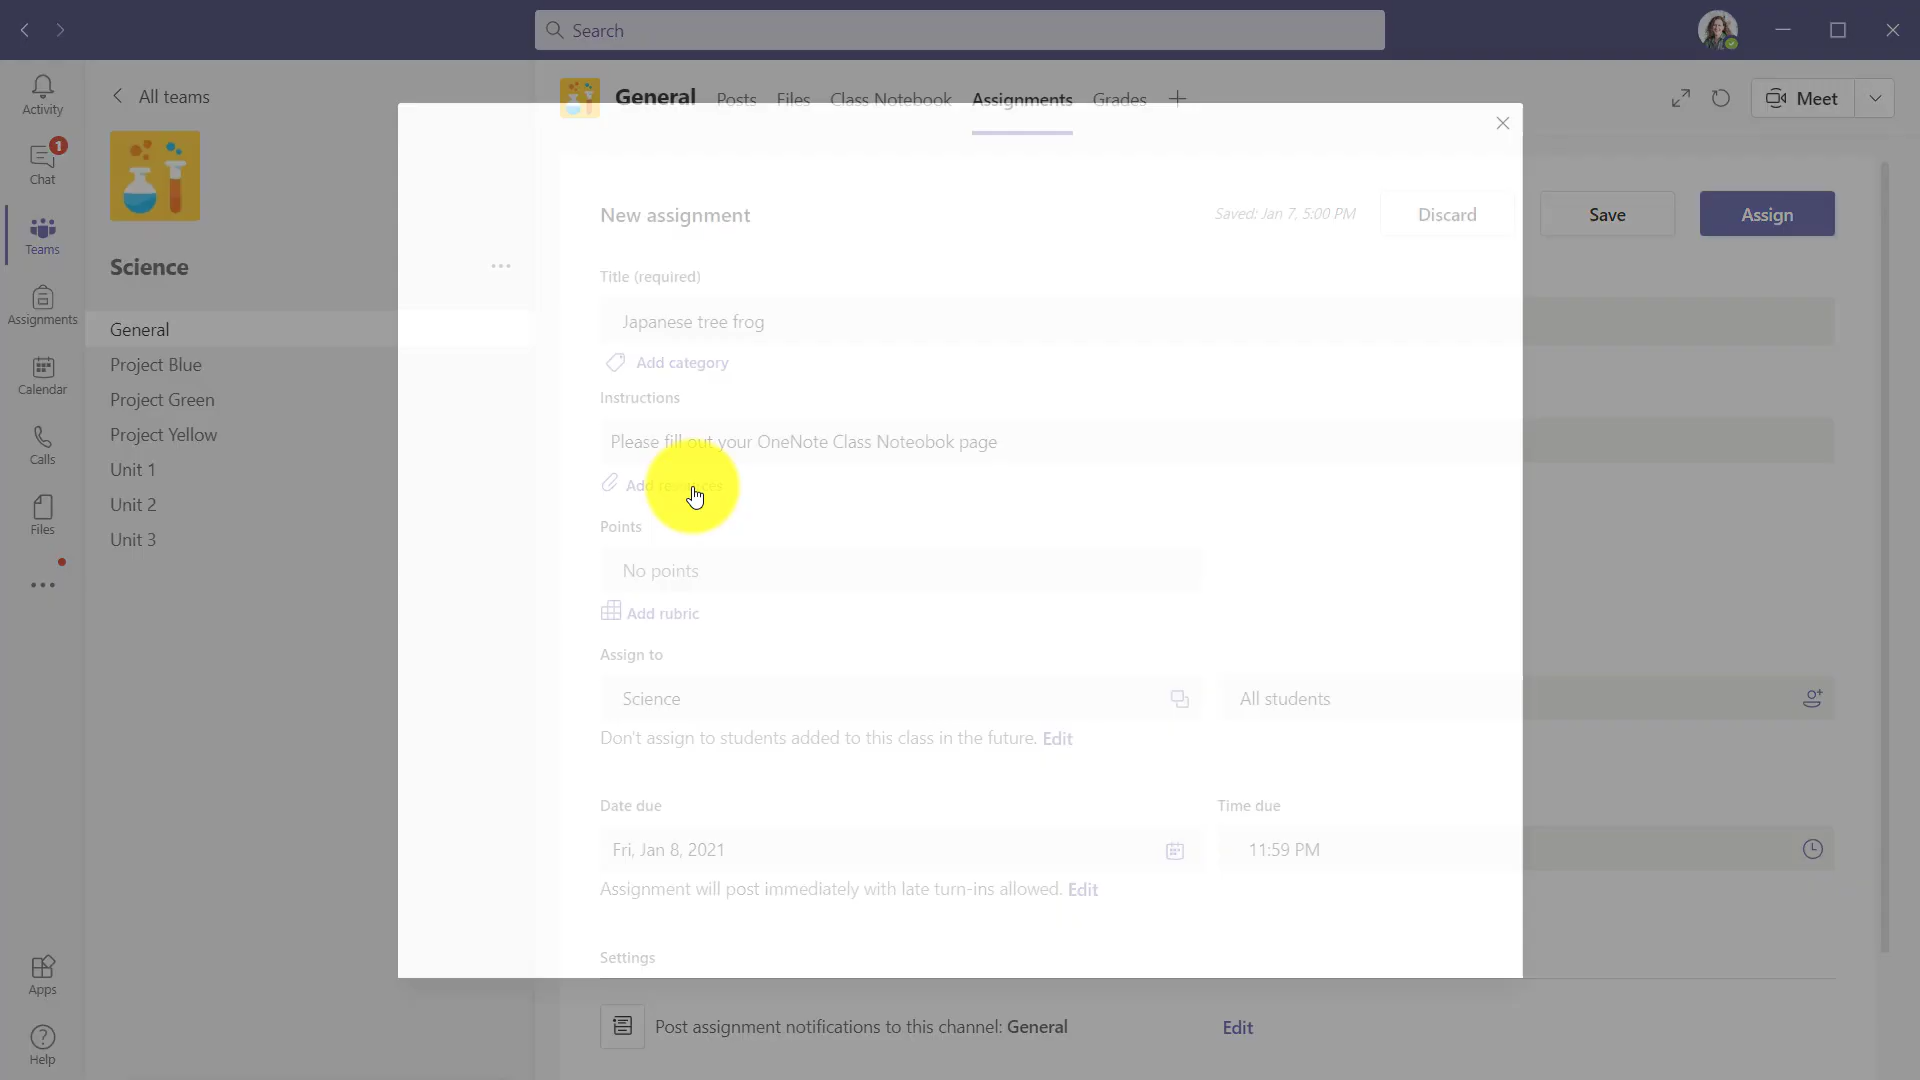 Search
Activity
Chat
1
Teams
Assignments
Calendar
Calls
Files
Apps
Help
All teams
Science
General
Project Blue
Project Green
Project Yellow
Unit 1
Unit 2
Unit 3
General Posts Files Class Notebook Assignments Grades
Meet
New assignment
Saved: Jan 7, 5:00 PM
Discard
Save
Assign
Title (required)
Japanese tree frog
Add category
Instructions
Please fill out your OneNote Class Noteobok page
Add resources
Points
No points
Add rubric
Assign to
Science
All students
Don't assign to students added to this class in the future. Edit
Date due
Time due
Fri, Jan 8, 2021
11:59 PM
Assignment will post immediately with late turn-ins allowed. Edit
Settings
Post assignment notifications to this channel: General
Edit